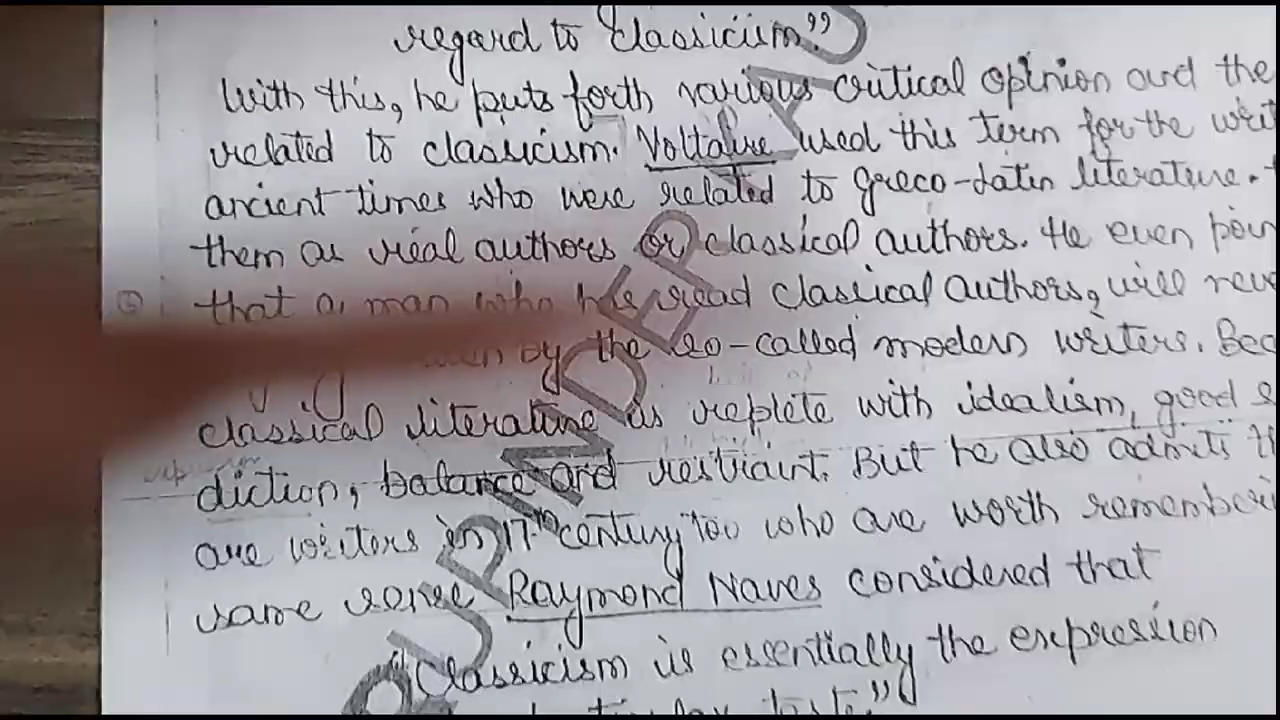 regard to classicism."
With this, he puts forth various critical opinion and the
related to classicism. Voltaire used this term for the
ancient times who were related to Greco-Latin literature.
them as real authors or classical authors. He even
that a man who has read classical authors, will
by the so-called modern writers.
classical literature is replete with idealism, good
diction, balance and restraint. But he also admits
are writers in 17th century too who are worth
same sense Raymond Naves considered that
"Classicism is essentially the expression